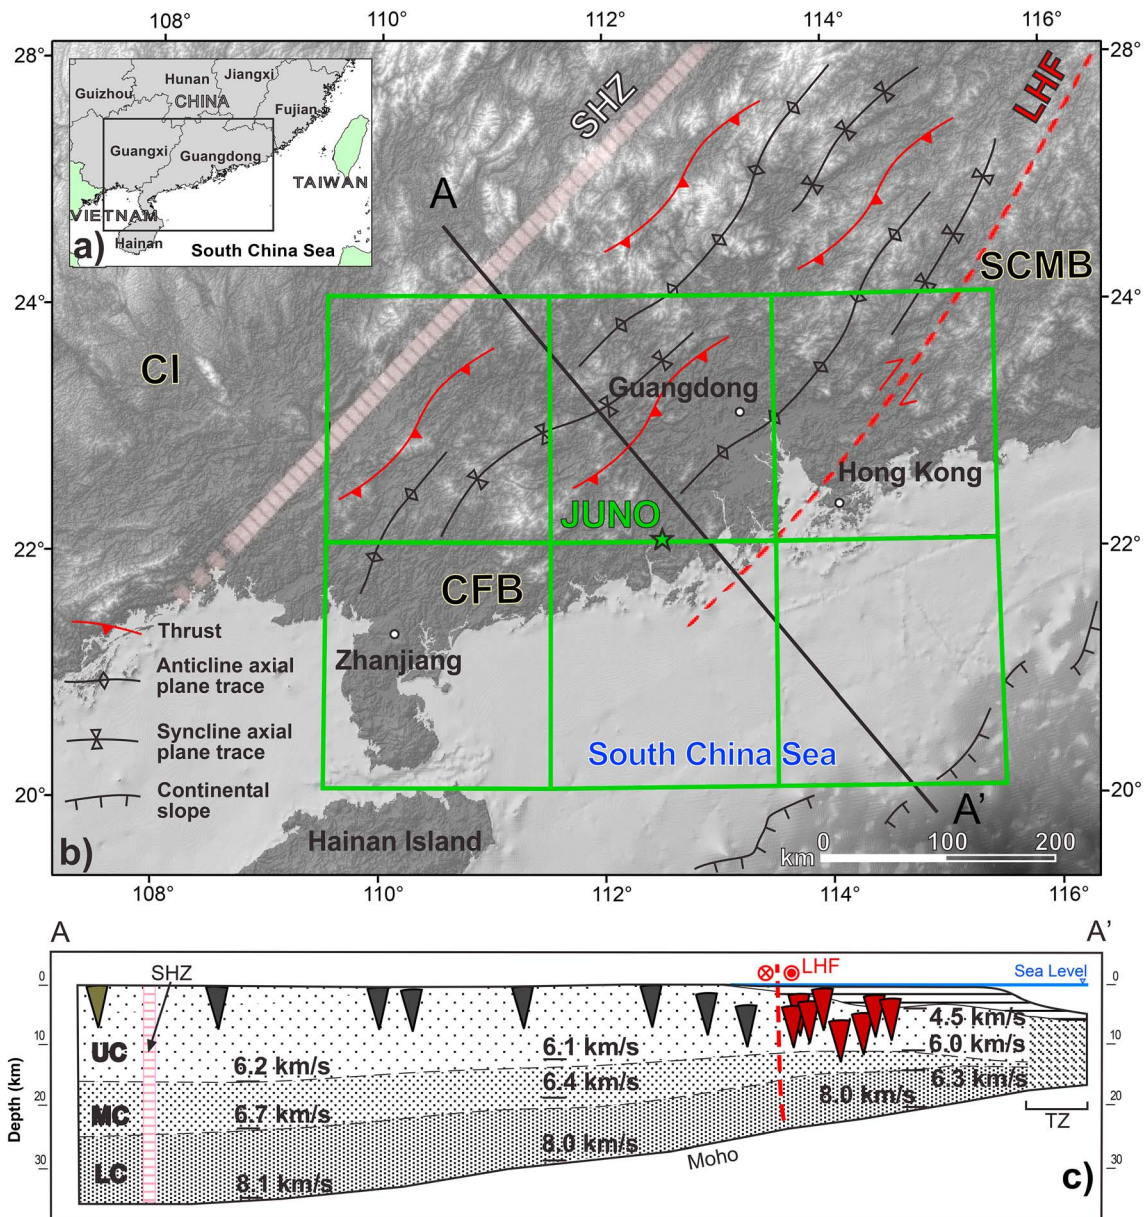 108°
110°
112°
114°
116°
28°
28°
Hunan
Jiangxi
Guizhou
CHINA
Fujian
Guangxi
Guangdong
TAIWAN
VIETNAM
Hainan
South China Sea
a)
SHZ
LHF
A
SCMB
24°
24°
CI
Guangdong
Hong Kong
JUNO
22°
22°
CFB
Zhanjiang
Thrust
Anticline axial
plane trace
Syncline axial
plane trace
Continental
slope
South China Sea
20°
20°
A'
Hainan Island
b)
km
0
100
200
108°
110°
112°
114°
116°
A
A'
SHZ
LHF
Sea Level
0
0
UC
4.5 km/s
10
10
6.2 km/s
6.1 km/s
6.0 km/s
6.4 km/s
6.3 km/s
Depth (km)
MC
6.7 km/s
8.0 km/s
20
20
TZ
8.0 km/s
Moho
30
30
LC
8.1 km/s
c)